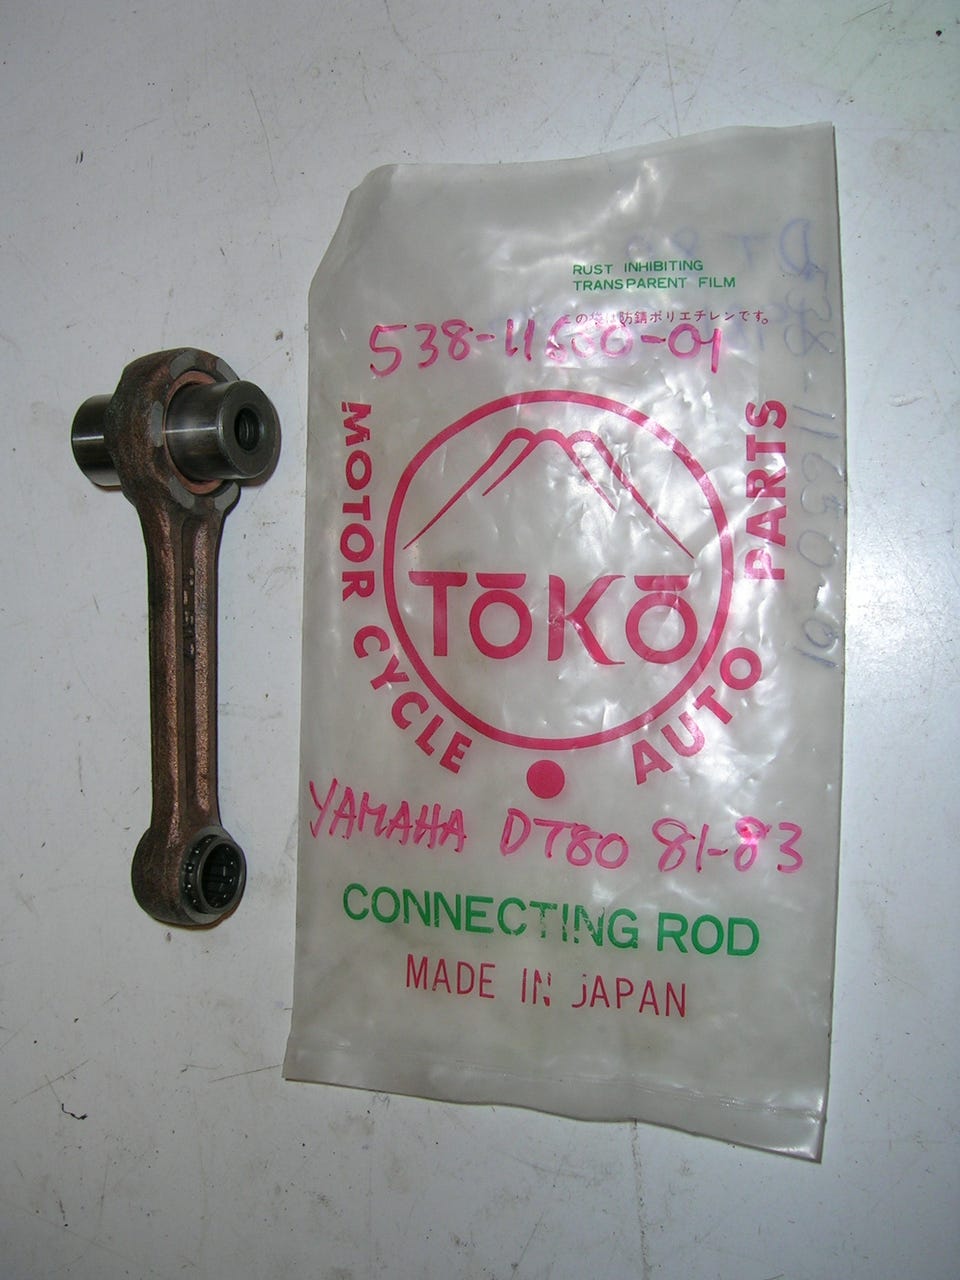 RUST INHIBITING
TRANSPARENT FILM
この袋は防錆ポリエチレンです。
538-11650-01
MOTOR CYCLE AUTO PARTS
TŌKŌ
YAMAHA DT80 81-83
CONNECTING ROD
MADE IN JAPAN